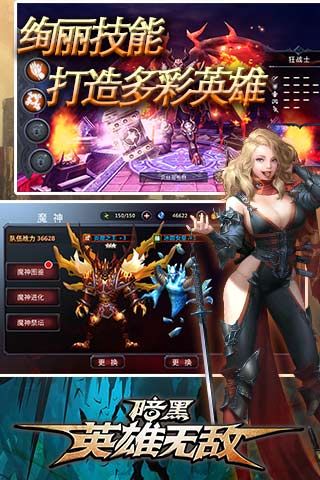 绚丽技能
打造多彩英雄
狂战士
魔神
150/150
46622
队伍战力 36628
+3
+2
魔神图鉴
魔神进化
魔神祭坛
更 换
更 换
暗黑
英雄无敌